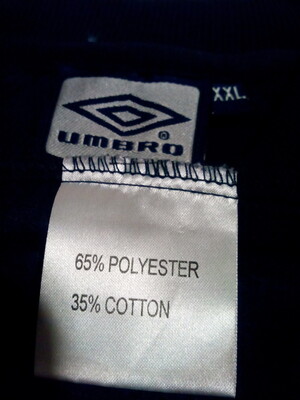 XXL
UMBRO®
65% POLYESTER
35% COTTON